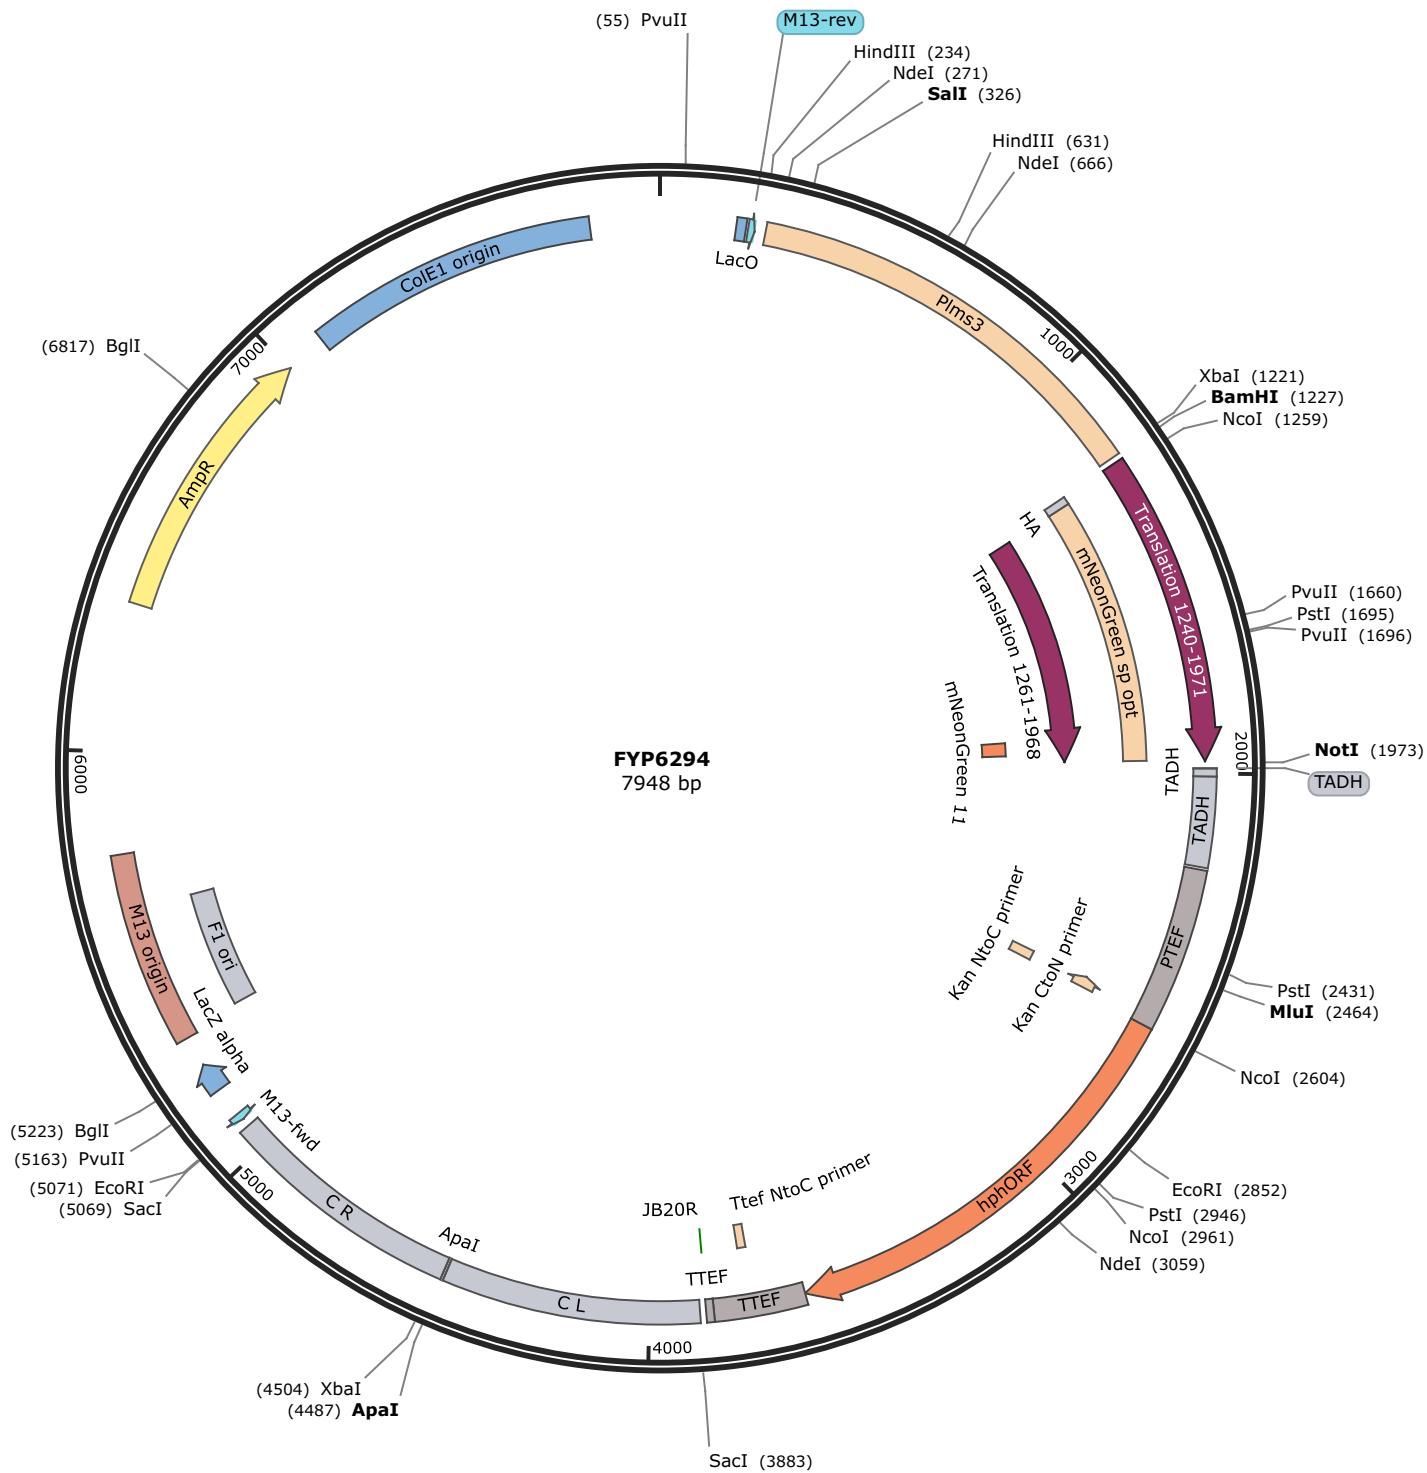 (55) PvuII
M13-rev
HindIII (234)
NdeI (271)
SalI (326)
HindIII (631)
NdeI (666)
LacO
ColE1 origin
Plms3
1000
7000
(6817) BglI
XbaI (1221)
BamHI (1227)
NcoI (1259)
AmpR
HA
Translation 1240-1971
mNeonGreen sp opt
Translation 1261-1968
PvuII (1660)
PstI (1695)
PvuII (1696)
mNeonGreen 11
FYP6294
7948 bp
6000
2000
NotI (1973)
TADH
TADH
TADH
PTEF
Kan NtoC primer
Kan CtoN primer
PstI (2431)
MluI (2464)
NcoI (2604)
M13 origin
F1 ori
LacZ alpha
M13-fwd
(5223) BglI
(5163) PvuII
(5071) EcoRI
(5069) SacI
5000
C R
ApaI
C L
JB20R
Ttef NtoC primer
TTEF
TTEF
hphORF
3000
EcoRI (2852)
PstI (2946)
NcoI (2961)
NdeI (3059)
4000
(4504) XbaI
(4487) ApaI
SacI (3883)